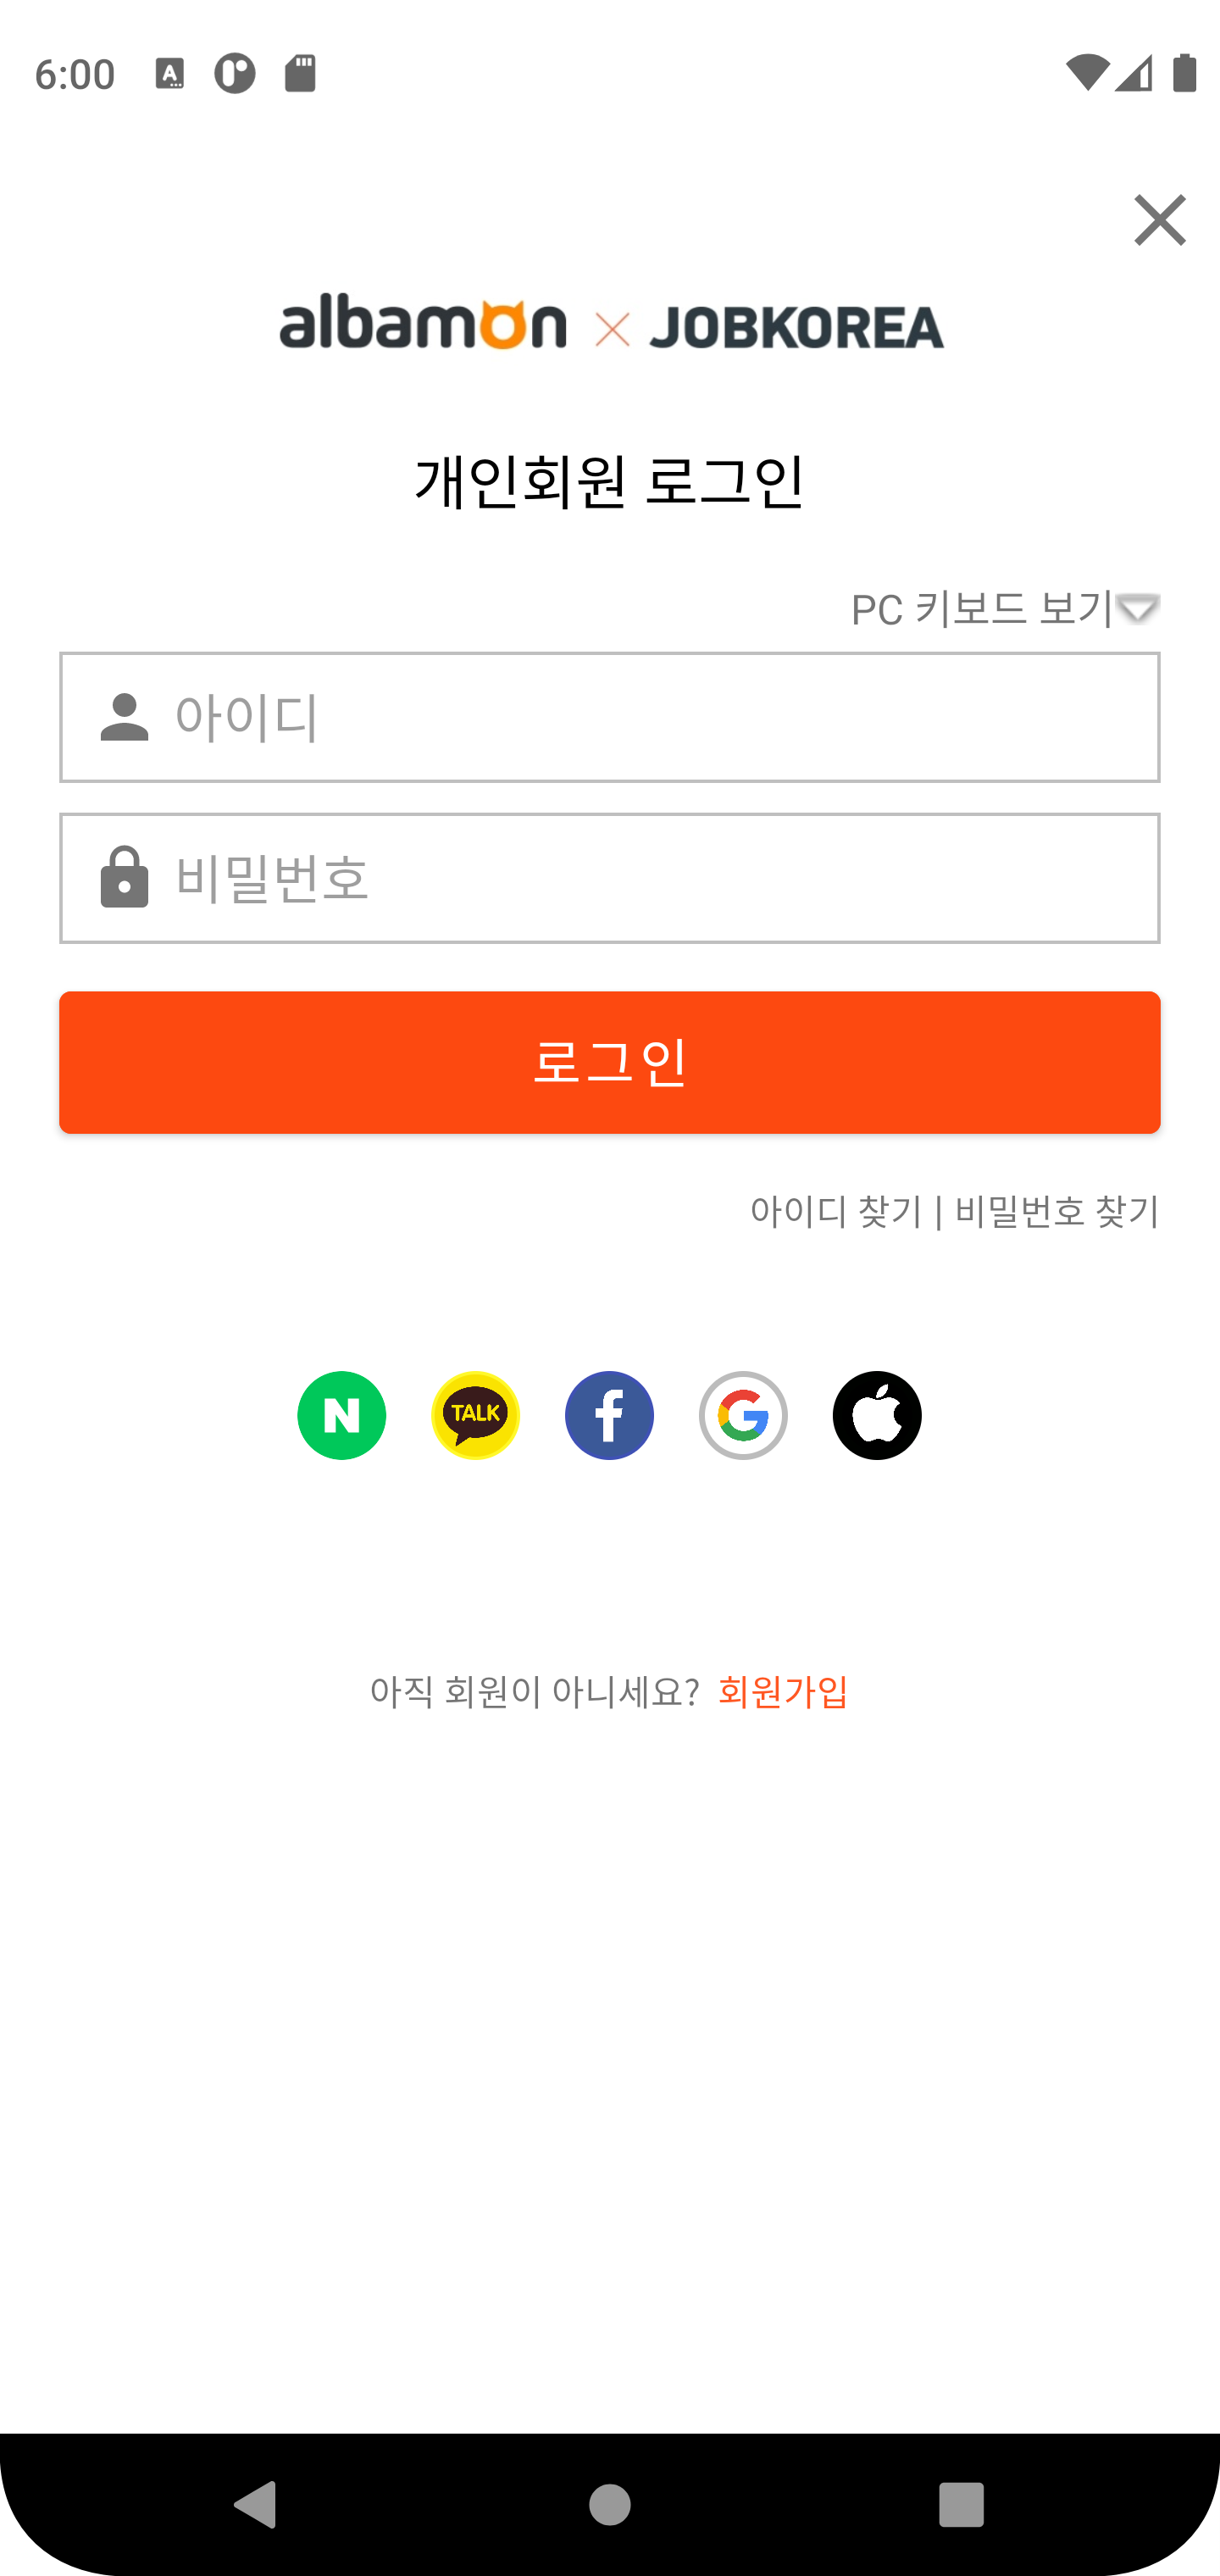 6:00
albamon × JOBKOREA
개인회원 로그인
PC 키보드 보기
아이디
비밀번호
로그인
아이디 찾기 | 비밀번호 찾기
N TALK f G
아직 회원이 아니세요? 회원가입